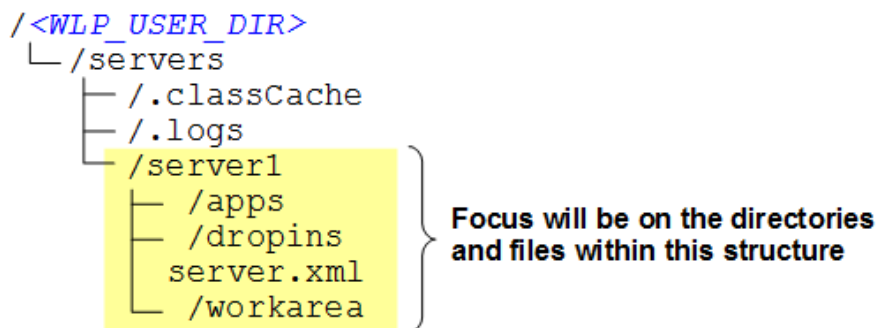 /<WLP_USER_DIR>
/servers
/.classCache
/.logs
/server1
/apps
/dropins
server.xml
/workarea
Focus will be on the directories
and files within this structure